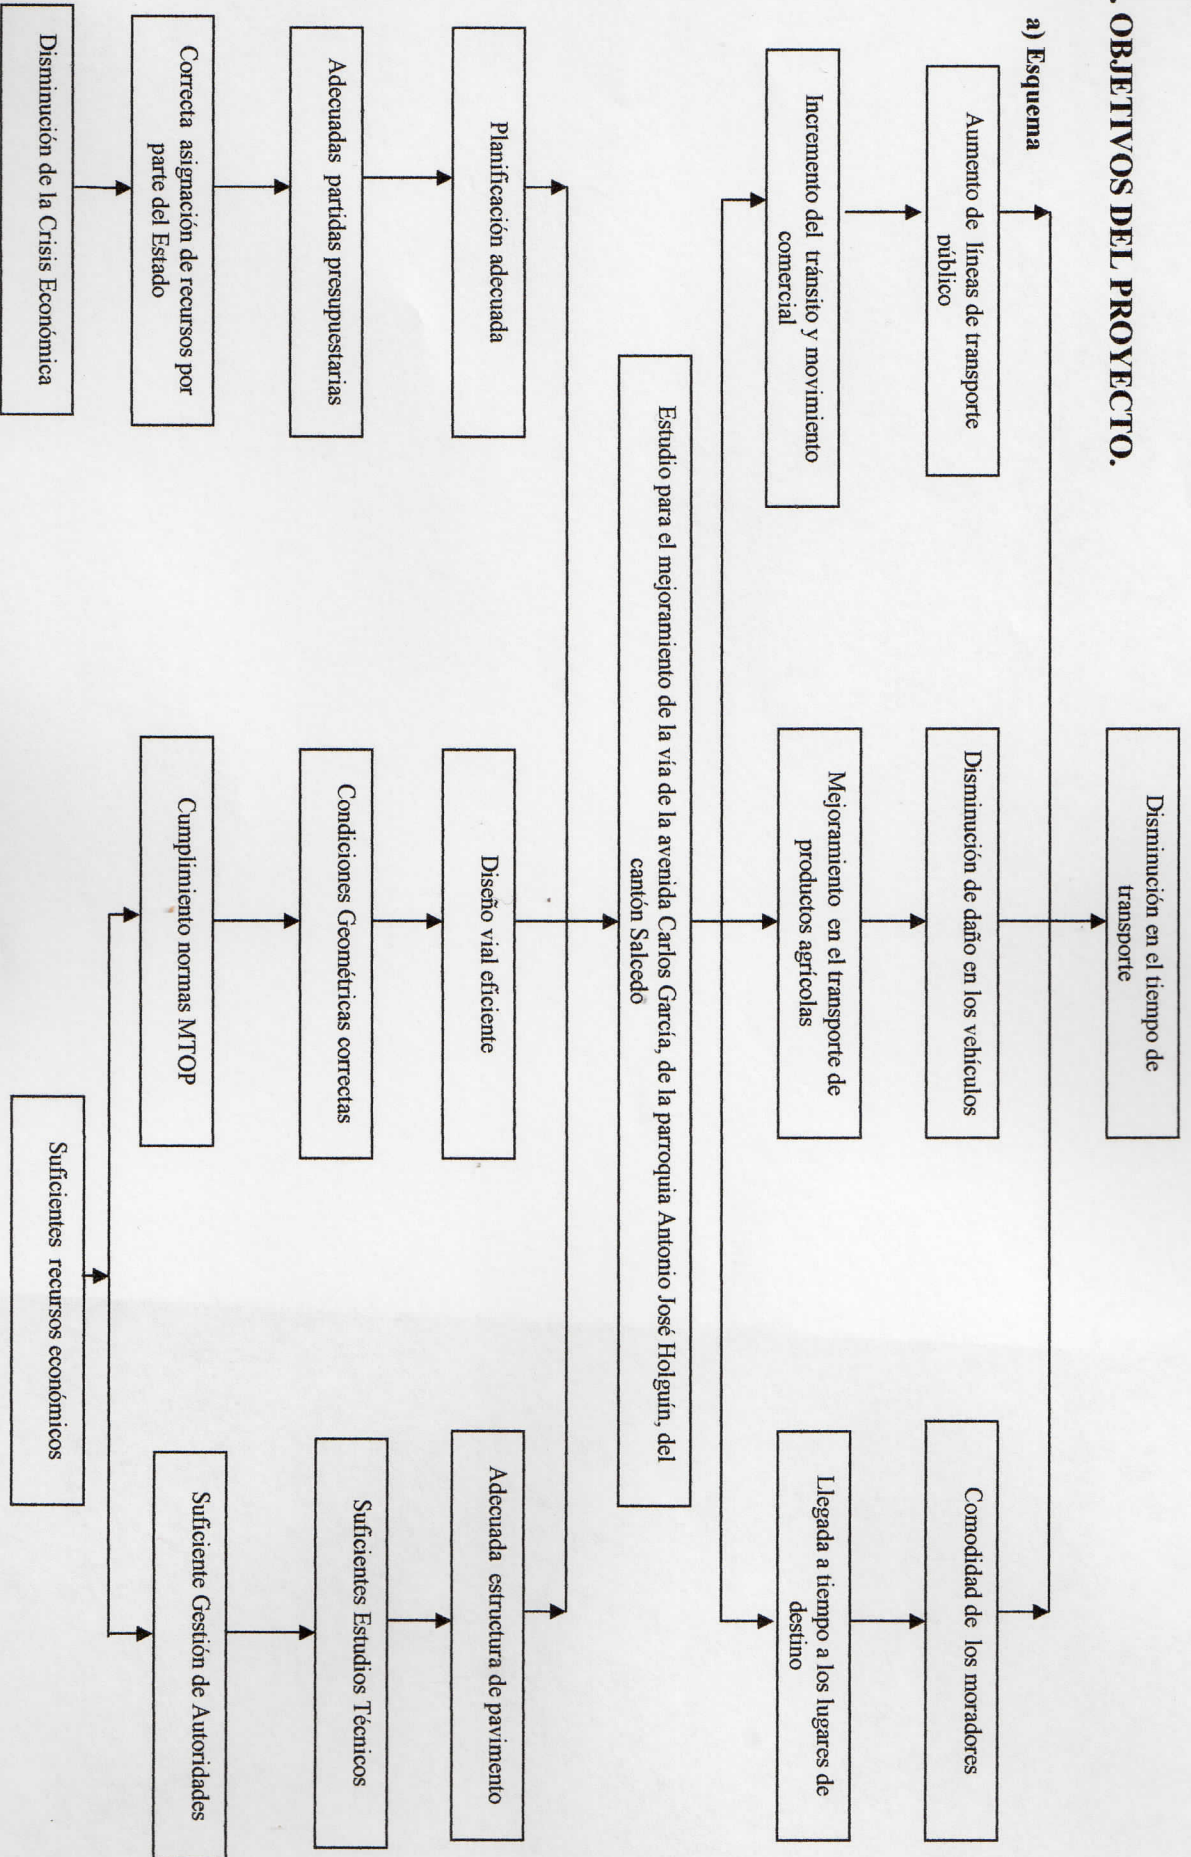 . OBJETIVOS DEL PROYECTO.
a) Esquema
Disminución en el tiempo de
transporte
Aumento de líneas de transporte
público
Disminución de daño en los vehículos
Comodidad de los moradores
Incremento del tránsito y movimiento
comercial
Mejoramiento en el transporte de
productos agrícolas
Llegada a tiempo a los lugares de
destino
Estudio para el mejoramiento de la vía de la avenida Carlos García, de la parroquia Antonio José Holguín, del
cantón Salcedo
Planificación adecuada
Diseño vial eficiente
Adecuada estructura de pavimento
Adecuadas partidas presupuestarias
Condiciones Geométricas correctas
Suficientes Estudios Técnicos
Correcta asignación de recursos por
parte del Estado
Cumplimiento normas MTOP
Suficiente Gestión de Autoridades
Disminución de la Crisis Económica
Suficientes recursos económicos